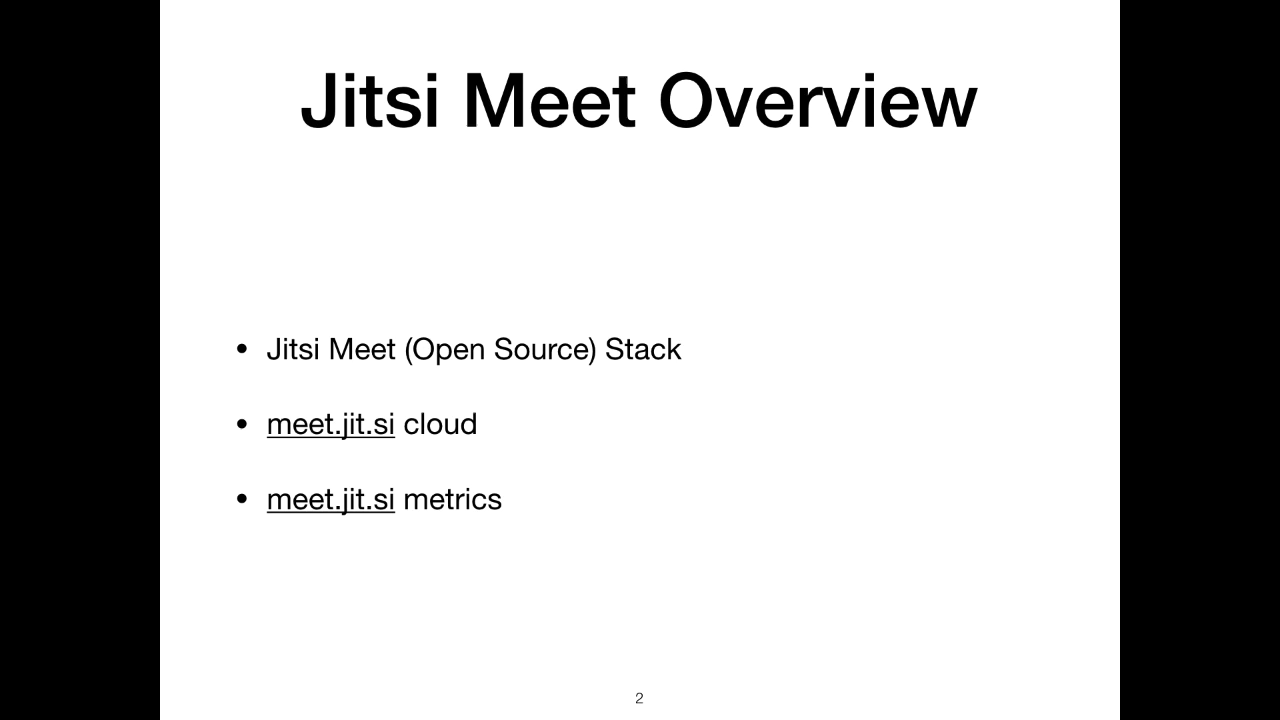 Jitsi Meet Overview
• Jitsi Meet (Open Source) Stack
• meet.jit.si cloud
• meet.jit.si metrics
2